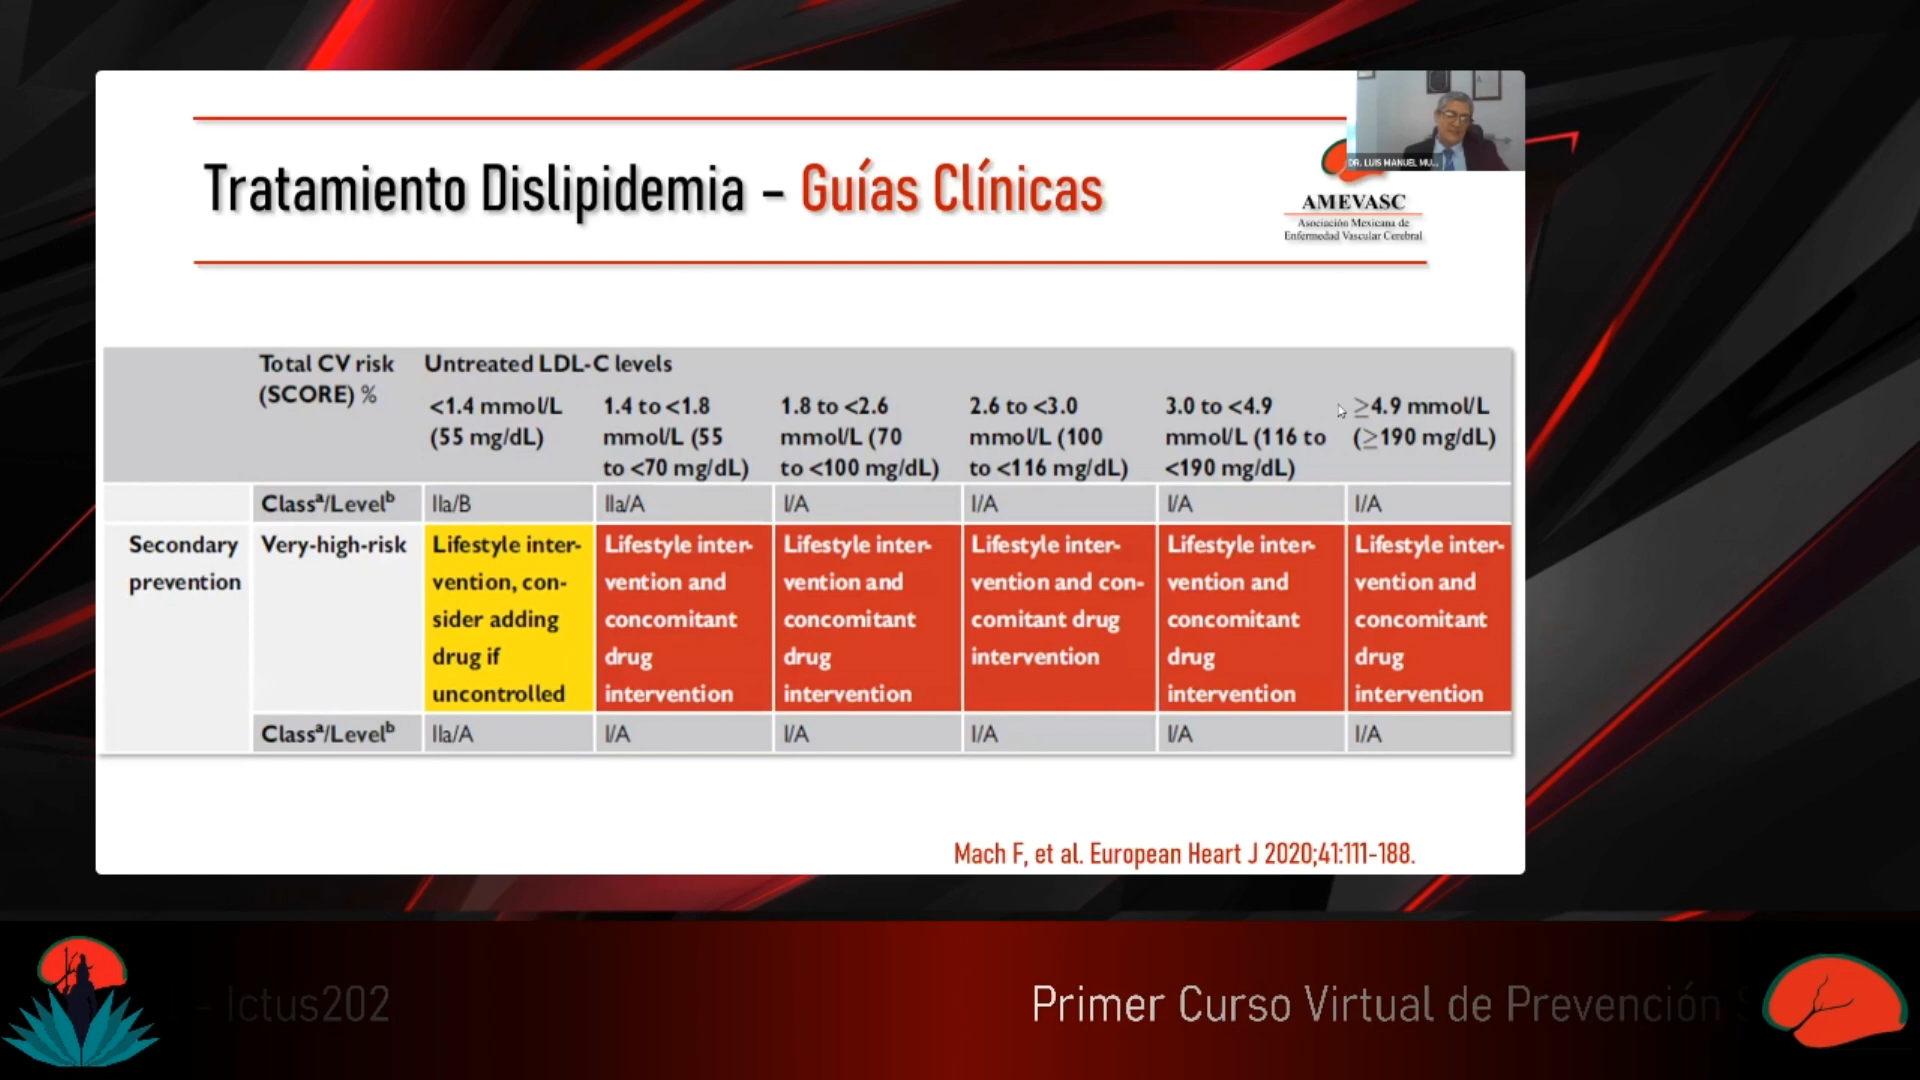 DR. LUIS MANUEL MU...
Tratamiento Dislipidemia – Guías Clínicas
AMEVASC
Asociación Mexicana de
Enfermedad Vascular Cerebral
Total CV risk
(SCORE) %
Untreated LDL-C levels
<1.4 mmol/L
(55 mg/dL)
1.4 to <1.8
mmol/L (55
to <70 mg/dL)
1.8 to <2.6
mmol/L (70
to <100 mg/dL)
2.6 to <3.0
mmol/L (100
to <116 mg/dL)
3.0 to <4.9
mmol/L (116 to
<190 mg/dL)
≥4.9 mmol/L
(≥190 mg/dL)
Classᵃ/Levelᵇ IIa/B IIa/A I/A I/A I/A I/A
Secondary
prevention
Very-high-risk
Lifestyle inter-
vention, con-
sider adding
drug if
uncontrolled
Lifestyle inter-
vention and
concomitant
drug
intervention
Lifestyle inter-
vention and
concomitant
drug
intervention
Lifestyle inter-
vention and con-
comitant drug
intervention
Lifestyle inter-
vention and
concomitant
drug
intervention
Lifestyle inter-
vention and
concomitant
drug
intervention
Classᵃ/Levelᵇ IIa/A I/A I/A I/A I/A I/A
Mach F, et al. European Heart J 2020;41:111-188.
- Ictus202
Primer Curso Virtual de Prevención